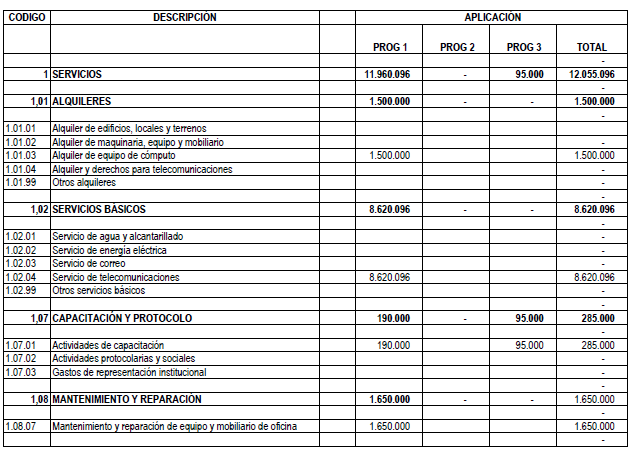 CODIGO DESCRIPCIÓN APLICACIÓN
PROG 1 PROG 2 PROG 3 TOTAL
-
1 SERVICIOS 11.960.096 - 95.000 12.055.096
-
1,01 ALQUILERES 1.500.000 - - 1.500.000
-
1.01.01 Alquiler de edificios, locales y terrenos -
1.01.02 Alquiler de maquinaria, equipo y mobiliario -
1.01.03 Alquiler de equipo de cómputo 1.500.000 1.500.000
1.01.04 Alquiler y derechos para telecomunicaciones -
1.01.99 Otros alquileres -
-
1,02 SERVICIOS BÁSICOS 8.620.096 - - 8.620.096
-
1.02.01 Servicio de agua y alcantarillado -
1.02.02 Servicio de energía eléctrica -
1.02.03 Servicio de correo -
1.02.04 Servicio de telecomunicaciones 8.620.096 8.620.096
1.02.99 Otros servicios básicos -
-
1,07 CAPACITACIÓN Y PROTOCOLO 190.000 - 95.000 285.000
-
1.07.01 Actividades de capacitación 190.000 95.000 285.000
1.07.02 Actividades protocolarias y sociales -
1.07.03 Gastos de representación institucional -
-
1,08 MANTENIMIENTO Y REPARACIÓN 1.650.000 - - 1.650.000
-
1.08.07 Mantenimiento y reparación de equipo y mobiliario de oficina 1.650.000 1.650.000
-